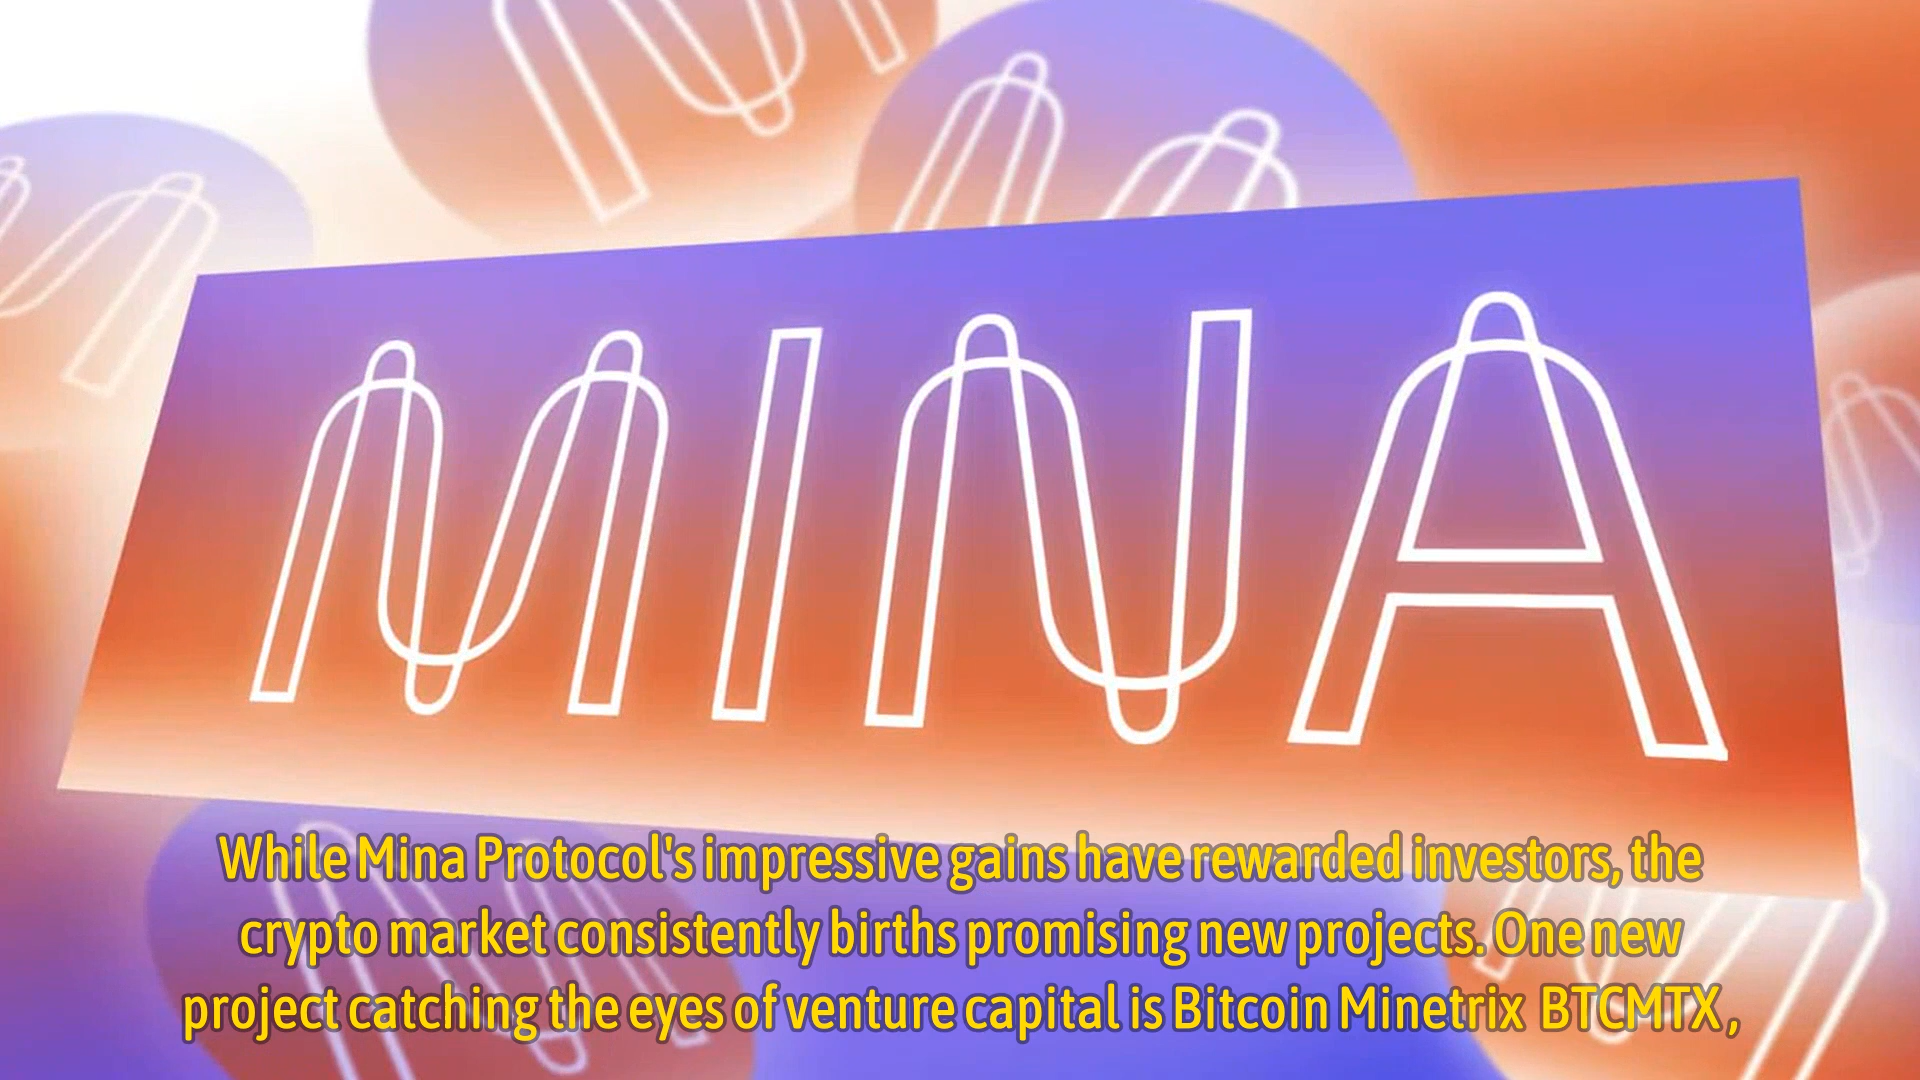 MINA
While Mina Protocol's impressive gains have rewarded investors, the
crypto market consistently births promising new projects. One new
project catching the eyes of venture capital is Bitcoin Minetrix BTCMTX ,